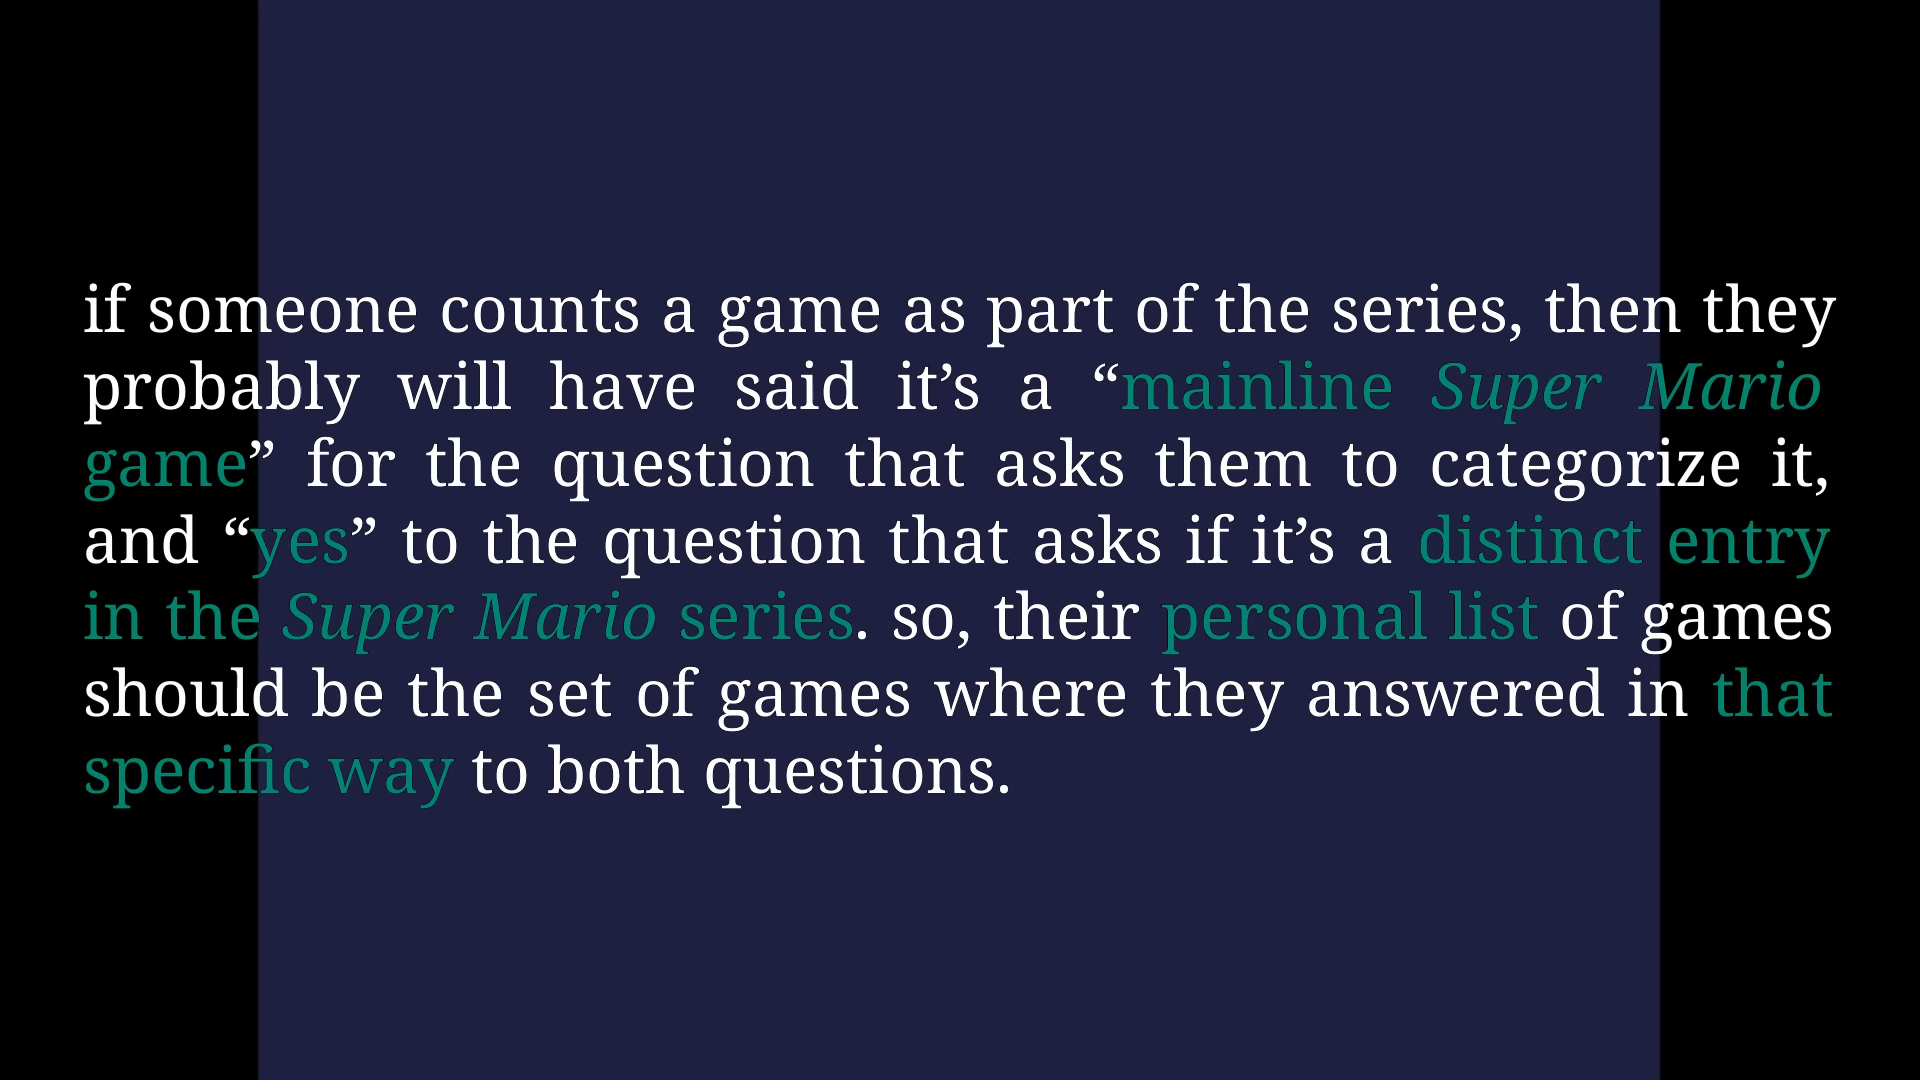 if someone counts a game as part of the series, then they
probably will have said it’s a “mainline Super Mario
game” for the question that asks them to categorize it,
and “yes” to the question that asks if it’s a distinct entry
in the Super Mario series. so, their personal list of games
should be the set of games where they answered in that
specific way to both questions.